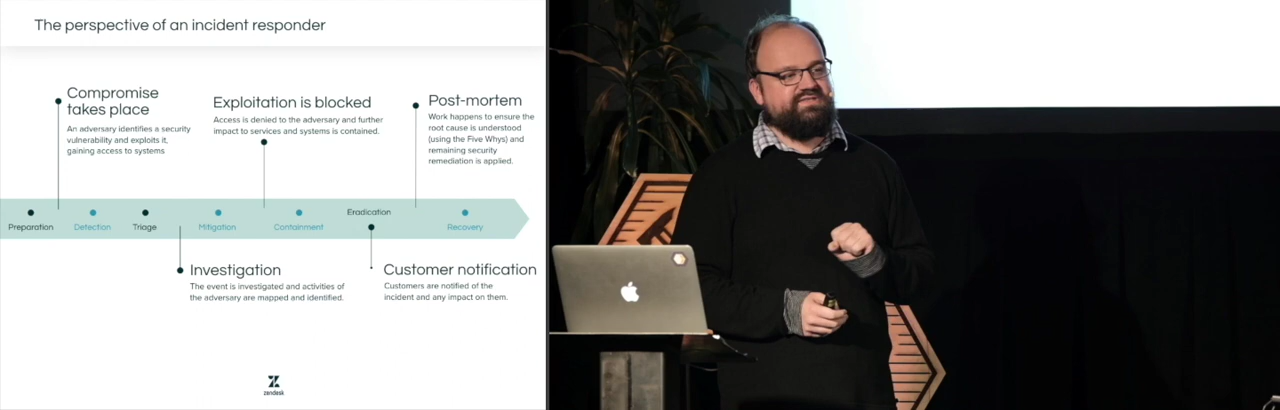 The perspective of an incident responder
Compromise
takes place
An adversary identifies a security
vulnerability and exploits it,
gaining access to systems
Exploitation is blocked
Access is denied to the adversary and further
impact to services and systems is contained.
Post-mortem
Work happens to ensure the
root cause is understood
(using the Five Whys) and
remaining security
remediation is applied.
Preparation
Detection
Triage
Mitigation
Containment
Eradication
Recovery
Investigation
The event is investigated and activities of
the adversary are mapped and identified.
Customer notification
Customers are notified of the
incident and any impact on them.
zendesk